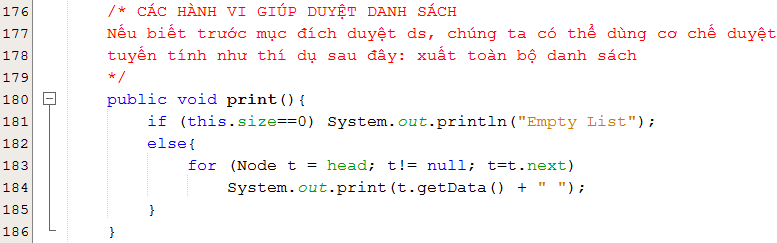 176 /* CÁC HÀNH VI GIÚP DUYỆT DANH SÁCH
177 Nếu biết trước mục đích duyệt ds, chúng ta có thể dùng cơ chế duyệt
178 tuyến tính như thí dụ sau đây: xuất toàn bộ danh sách
179 */
180 public void print(){
181 if (this.size==0) System.out.println("Empty List");
182 else{
183 for (Node t = head; t!= null; t=t.next)
184 System.out.print(t.getData() + " ");
185 }
186 }